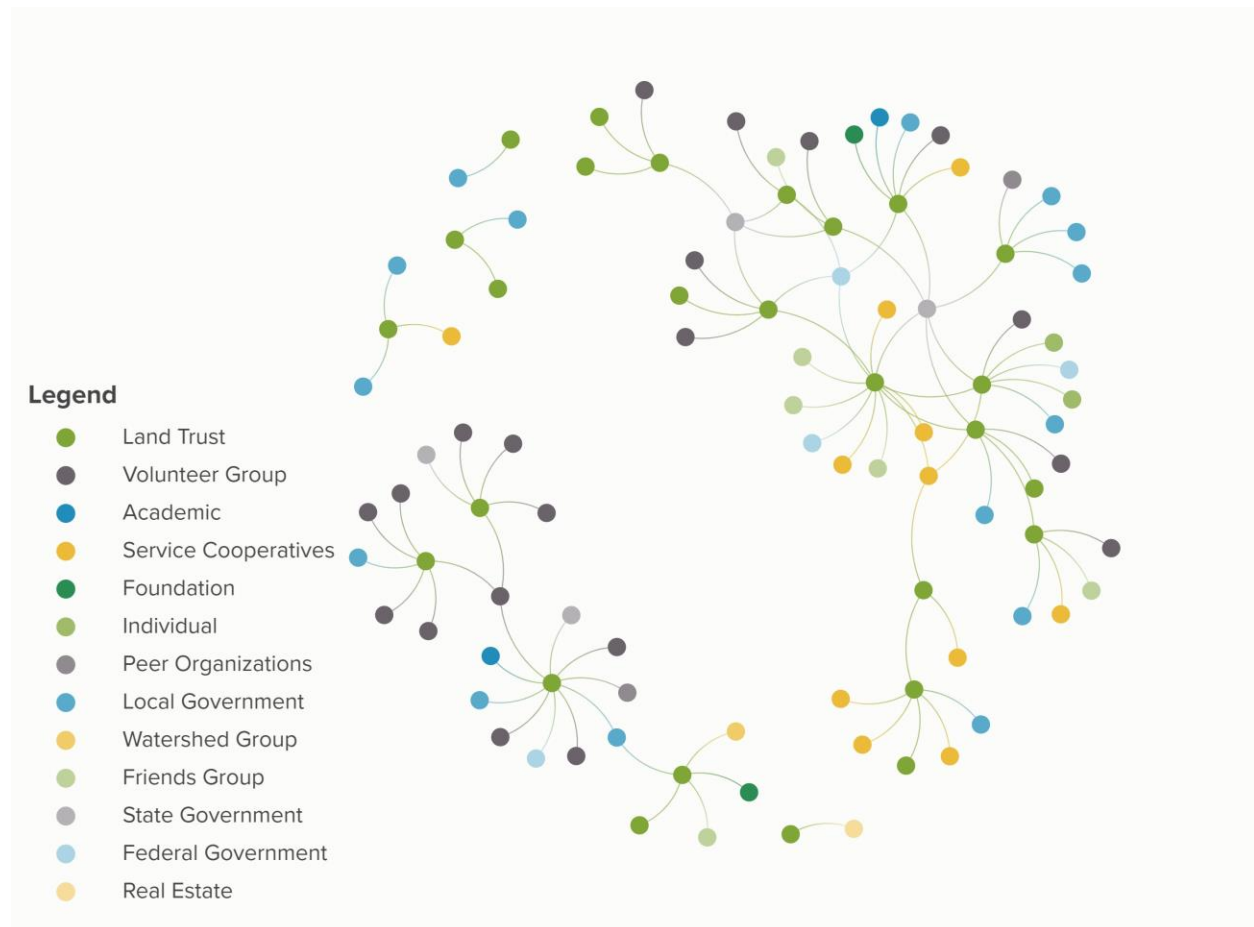 Legend
Land Trust
Volunteer Group
Academic
Service Cooperatives
Foundation
Individual
Peer Organizations
Local Government
Watershed Group
Friends Group
State Government
Federal Government
Real Estate